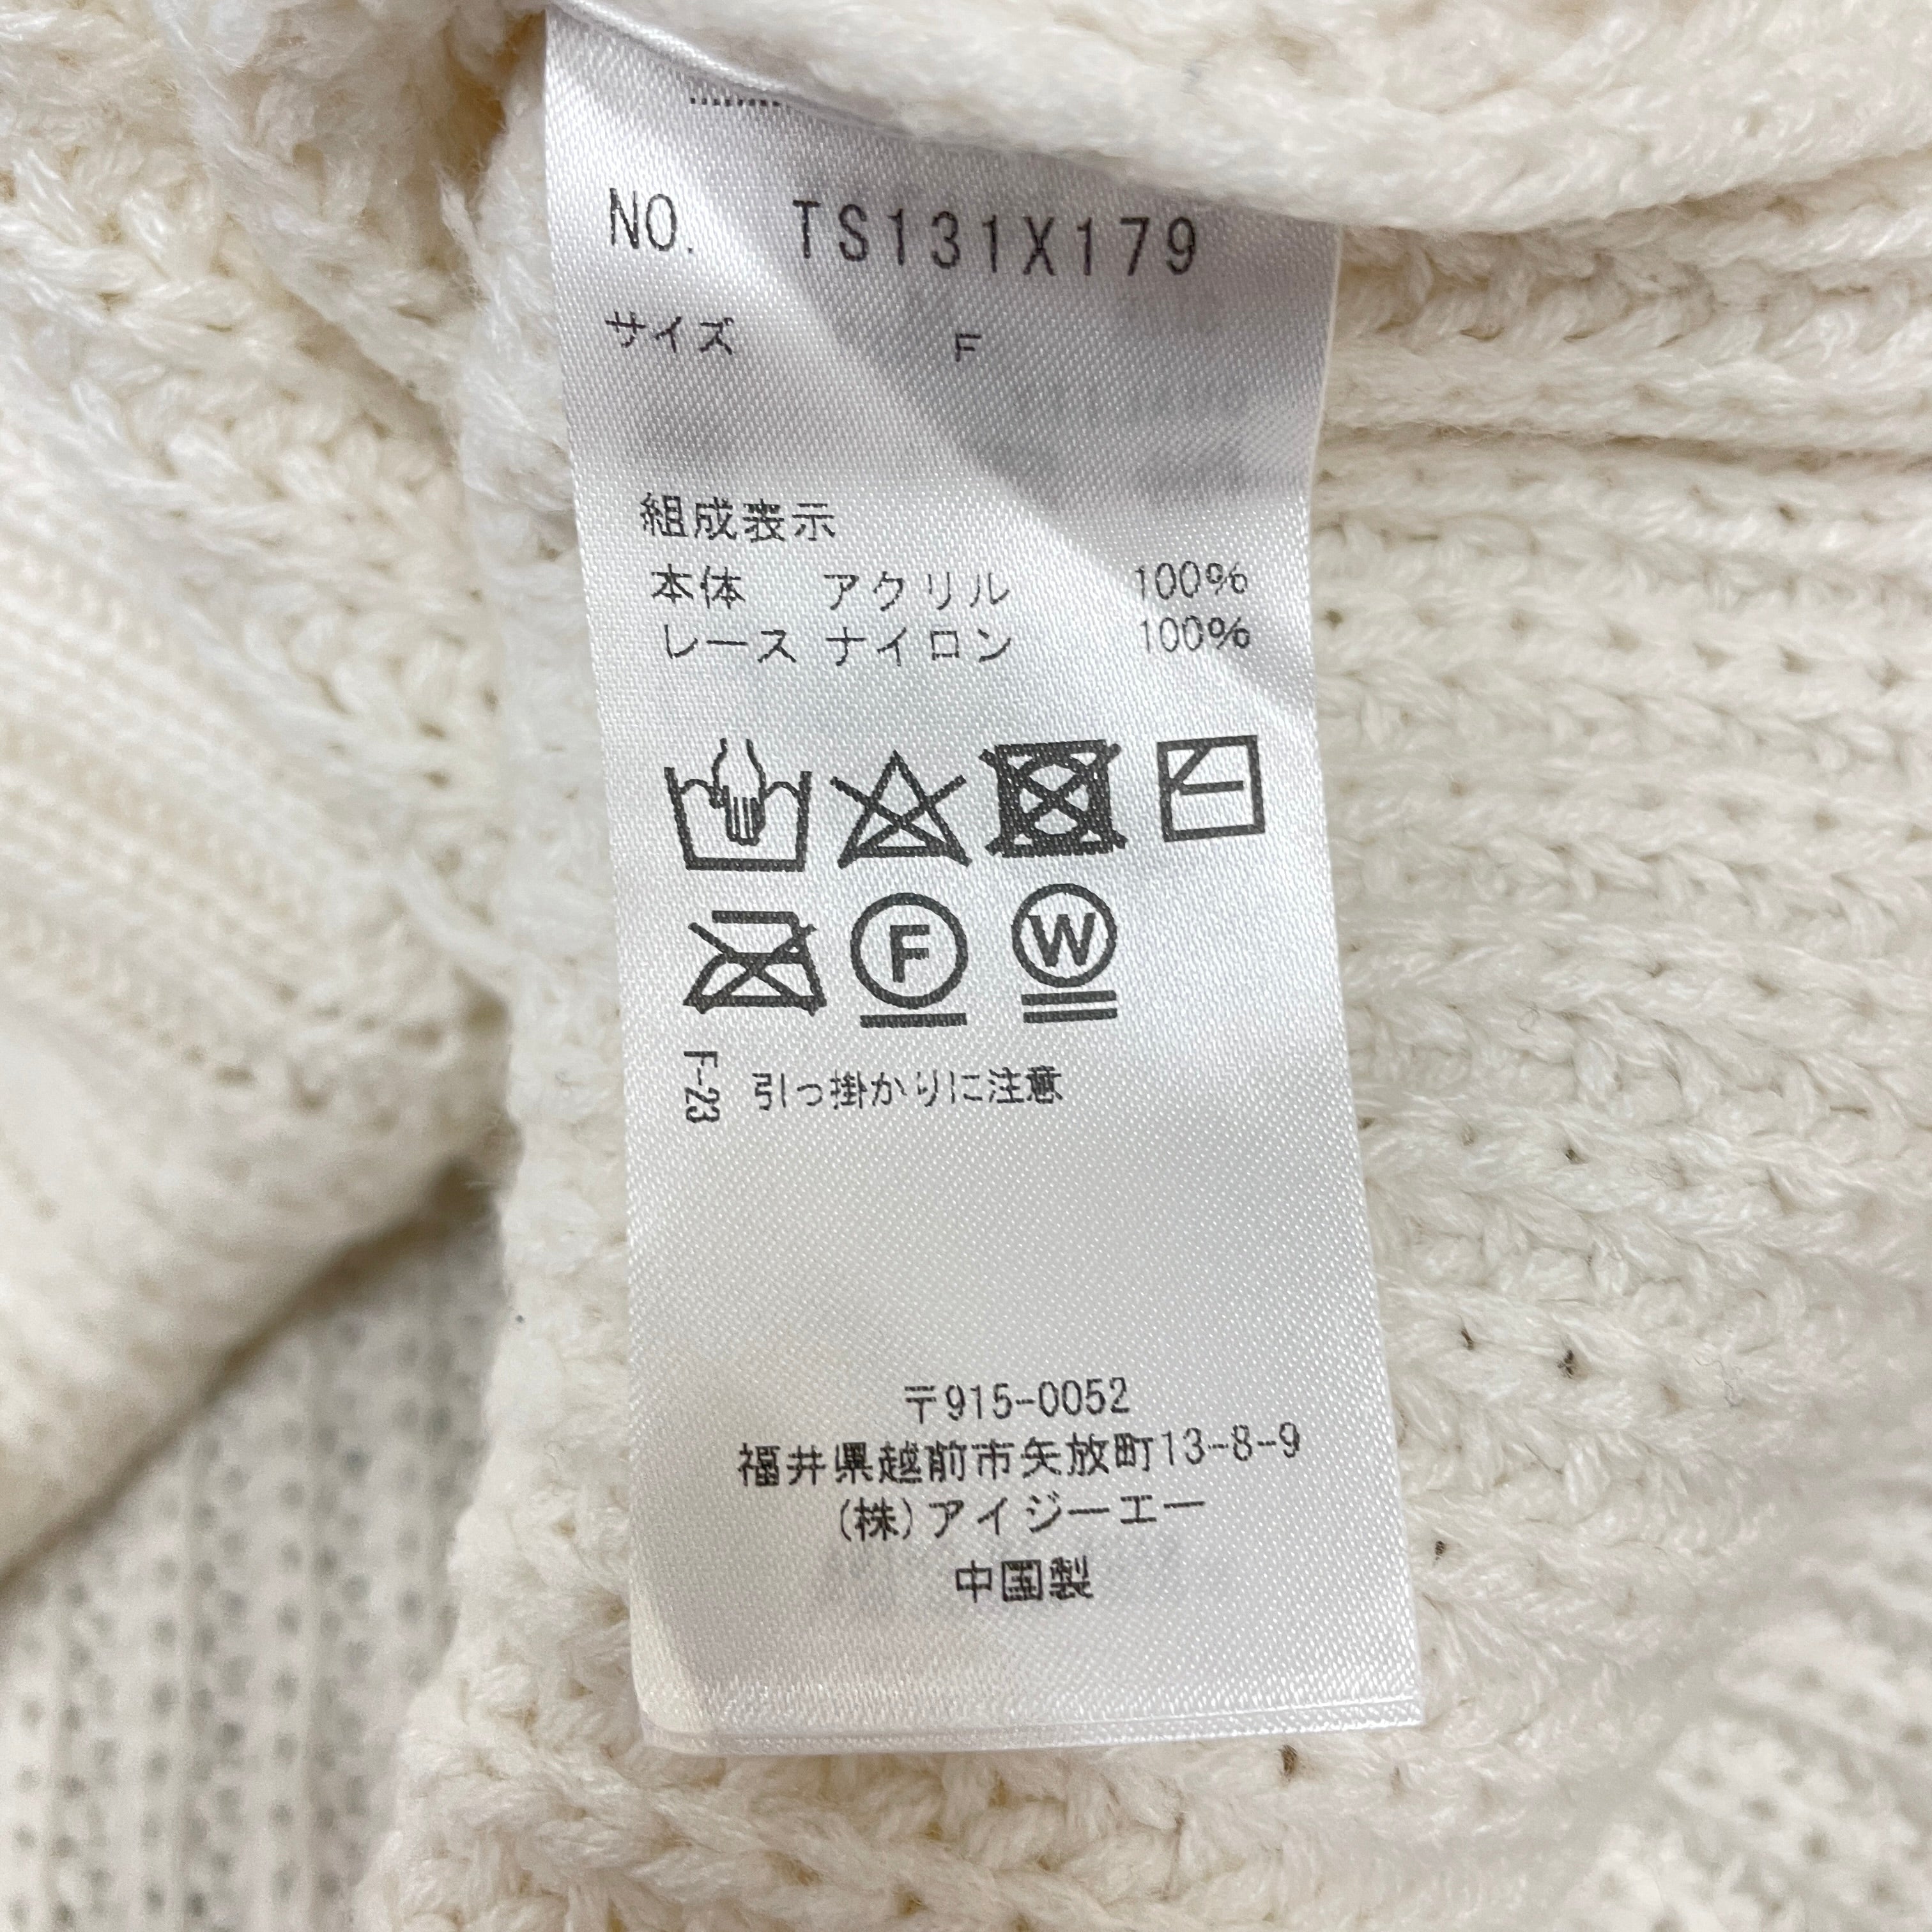 NO. TS131X179
サイズ F
組成表示
本体 アクリル 100%
レース ナイロン 100%
F W
F-23 引っ掛かりに注意
〒915-0052
福井県越前市矢放町13-8-9
(株)アイジーエー
中国製